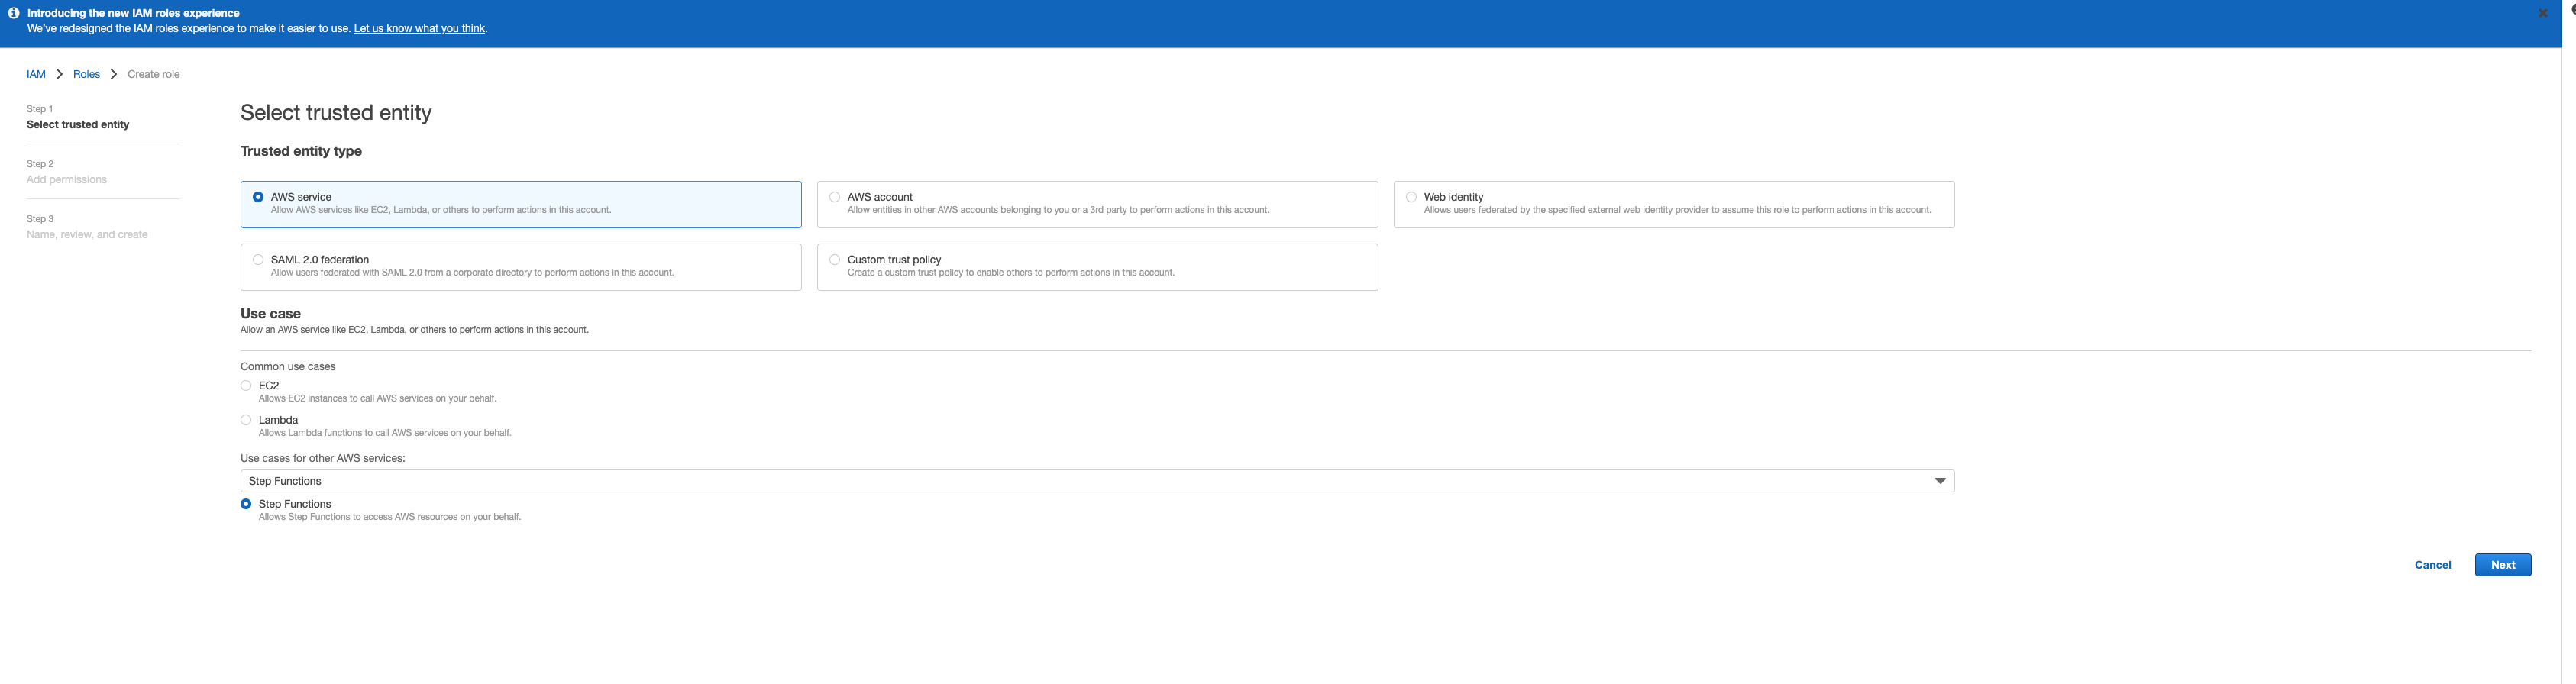 Introducing the new IAM roles experience
We've redesigned the IAM roles experience to make it easier to use. Let us know what you think.
IAM > Roles > Create role
Step 1
Select trusted entity
Step 2
Add permissions
Step 3
Name, review, and create
Select trusted entity
Trusted entity type
AWS service
Allow AWS services like EC2, Lambda, or others to perform actions in this account.
AWS account
Allow entities in other AWS accounts belonging to you or a 3rd party to perform actions in this account.
Web identity
Allows users federated by the specified external web identity provider to assume this role to perform actions in this account.
SAML 2.0 federation
Allow users federated with SAML 2.0 from a corporate directory to perform actions in this account.
Custom trust policy
Create a custom trust policy to enable others to perform actions in this account.
Use case
Allow an AWS service like EC2, Lambda, or others to perform actions in this account.
Common use cases
EC2
Allows EC2 instances to call AWS services on your behalf.
Lambda
Allows Lambda functions to call AWS services on your behalf.
Use cases for other AWS services:
Step Functions
Step Functions
Allows Step Functions to access AWS resources on your behalf.
Cancel
Next